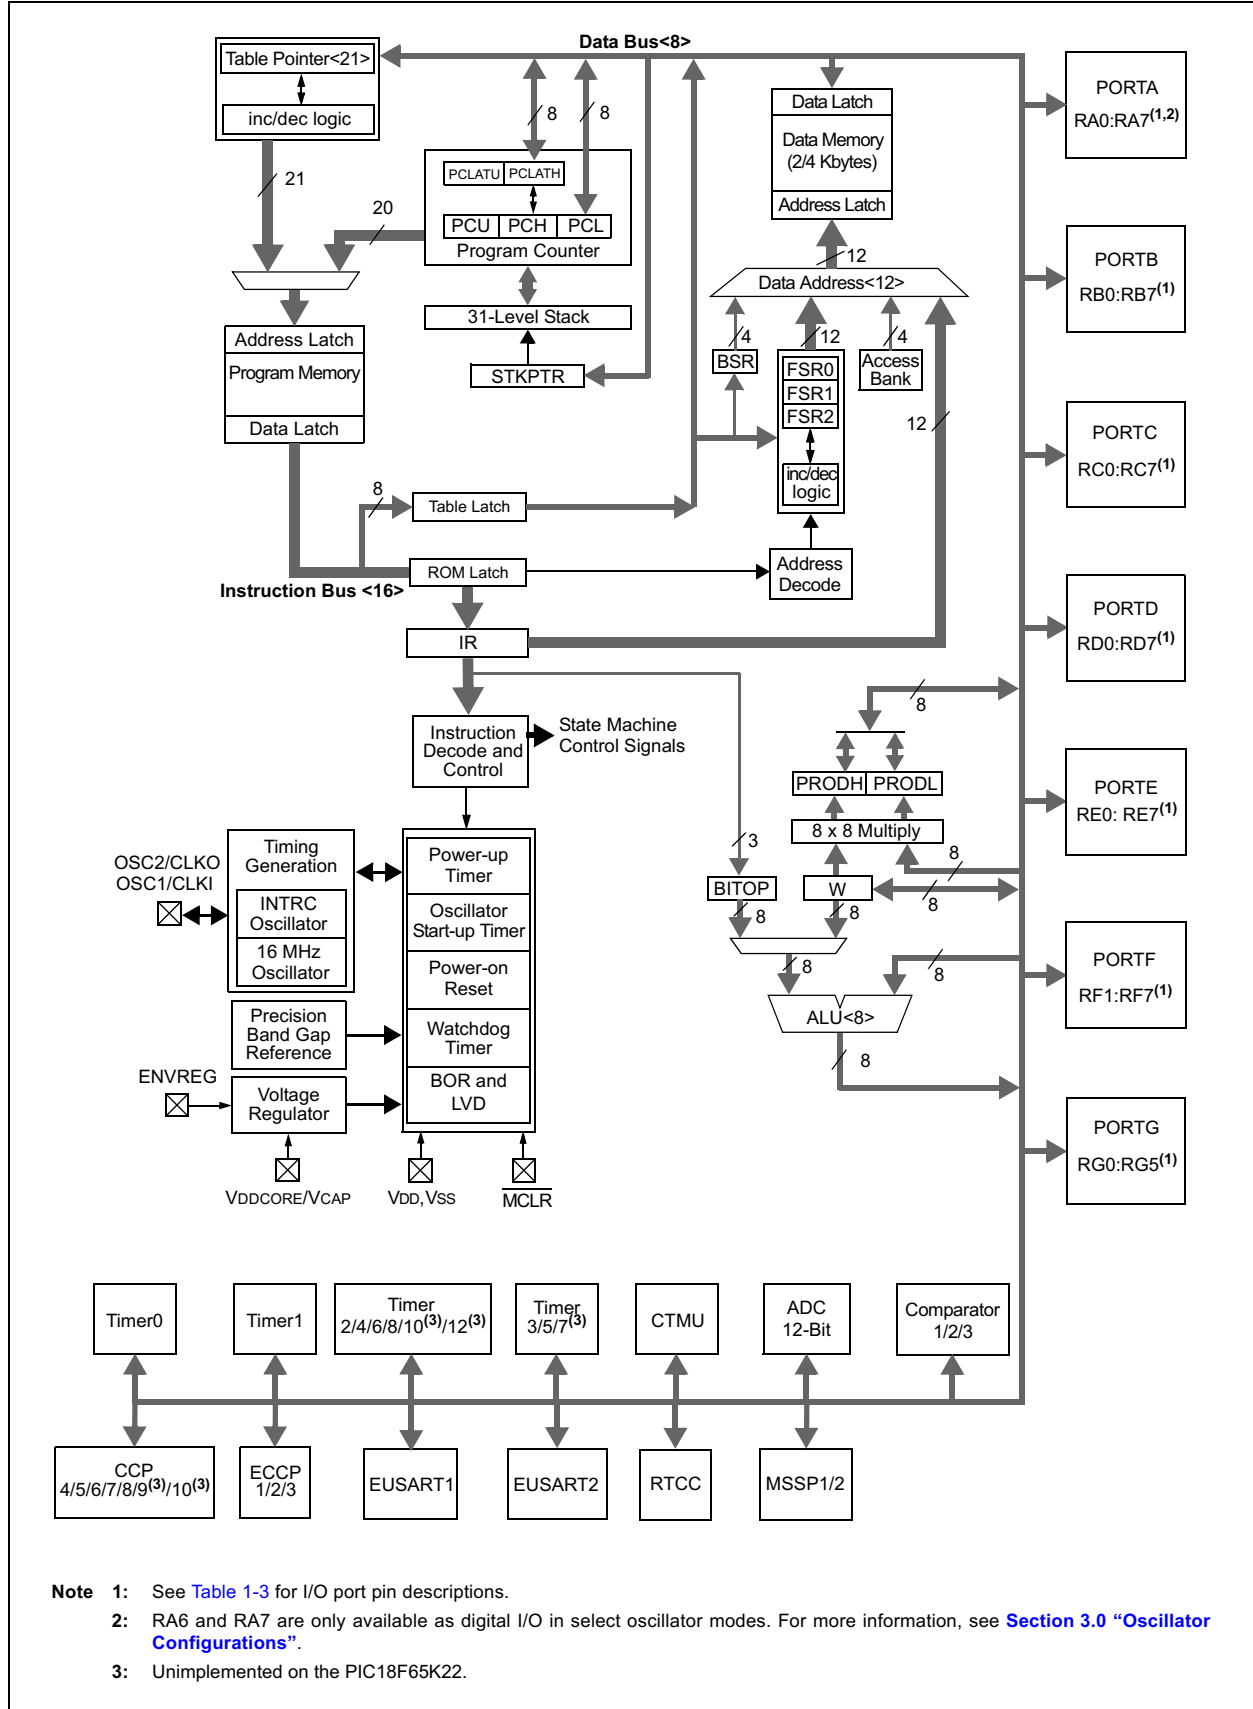 Data Bus<8>
Table Pointer<21>
inc/dec logic
21
20
8
8
PCLATU PCLATH
PCU PCH PCL
Program Counter
31-Level Stack
STKPTR
Data Latch
Data Memory
(2/4 Kbytes)
Address Latch
12
Data Address<12>
4
12
4
BSR
FSR0
FSR1
FSR2
inc/dec
logic
Access
Bank
12
Address
Decode
Address Latch
Program Memory
Data Latch
8
Table Latch
ROM Latch
Instruction Bus <16>
IR
Instruction
Decode and
Control
State Machine
Control Signals
8
PRODH PRODL
8 x 8 Multiply
3
8
BITOP
W
8
8
8
8
8
ALU<8>
8
OSC2/CLKO
OSC1/CLKI
Timing
Generation
INTRC
Oscillator
16 MHz
Oscillator
Power-up
Timer
Oscillator
Start-up Timer
Power-on
Reset
Watchdog
Timer
BOR and
LVD
Precision
Band Gap
Reference
ENVREG
Voltage
Regulator
VDDCORE/VCAP
VDD,VSS
MCLR
PORTA
RA0:RA7(1,2)
PORTB
RB0:RB7(1)
PORTC
RC0:RC7(1)
PORTD
RD0:RD7(1)
PORTE
RE0: RE7(1)
PORTF
RF1:RF7(1)
PORTG
RG0:RG5(1)
Timer0
Timer1
Timer
2/4/6/8/10(3)/12(3)
Timer
3/5/7(3)
CTMU
ADC
12-Bit
Comparator
1/2/3
CCP
4/5/6/7/8/9(3)/10(3)
ECCP
1/2/3
EUSART1
EUSART2
RTCC
MSSP1/2
Note 1: See Table 1-3 for I/O port pin descriptions.
2: RA6 and RA7 are only available as digital I/O in select oscillator modes. For more information, see Section 3.0 “Oscillator
Configurations”.
3: Unimplemented on the PIC18F65K22.